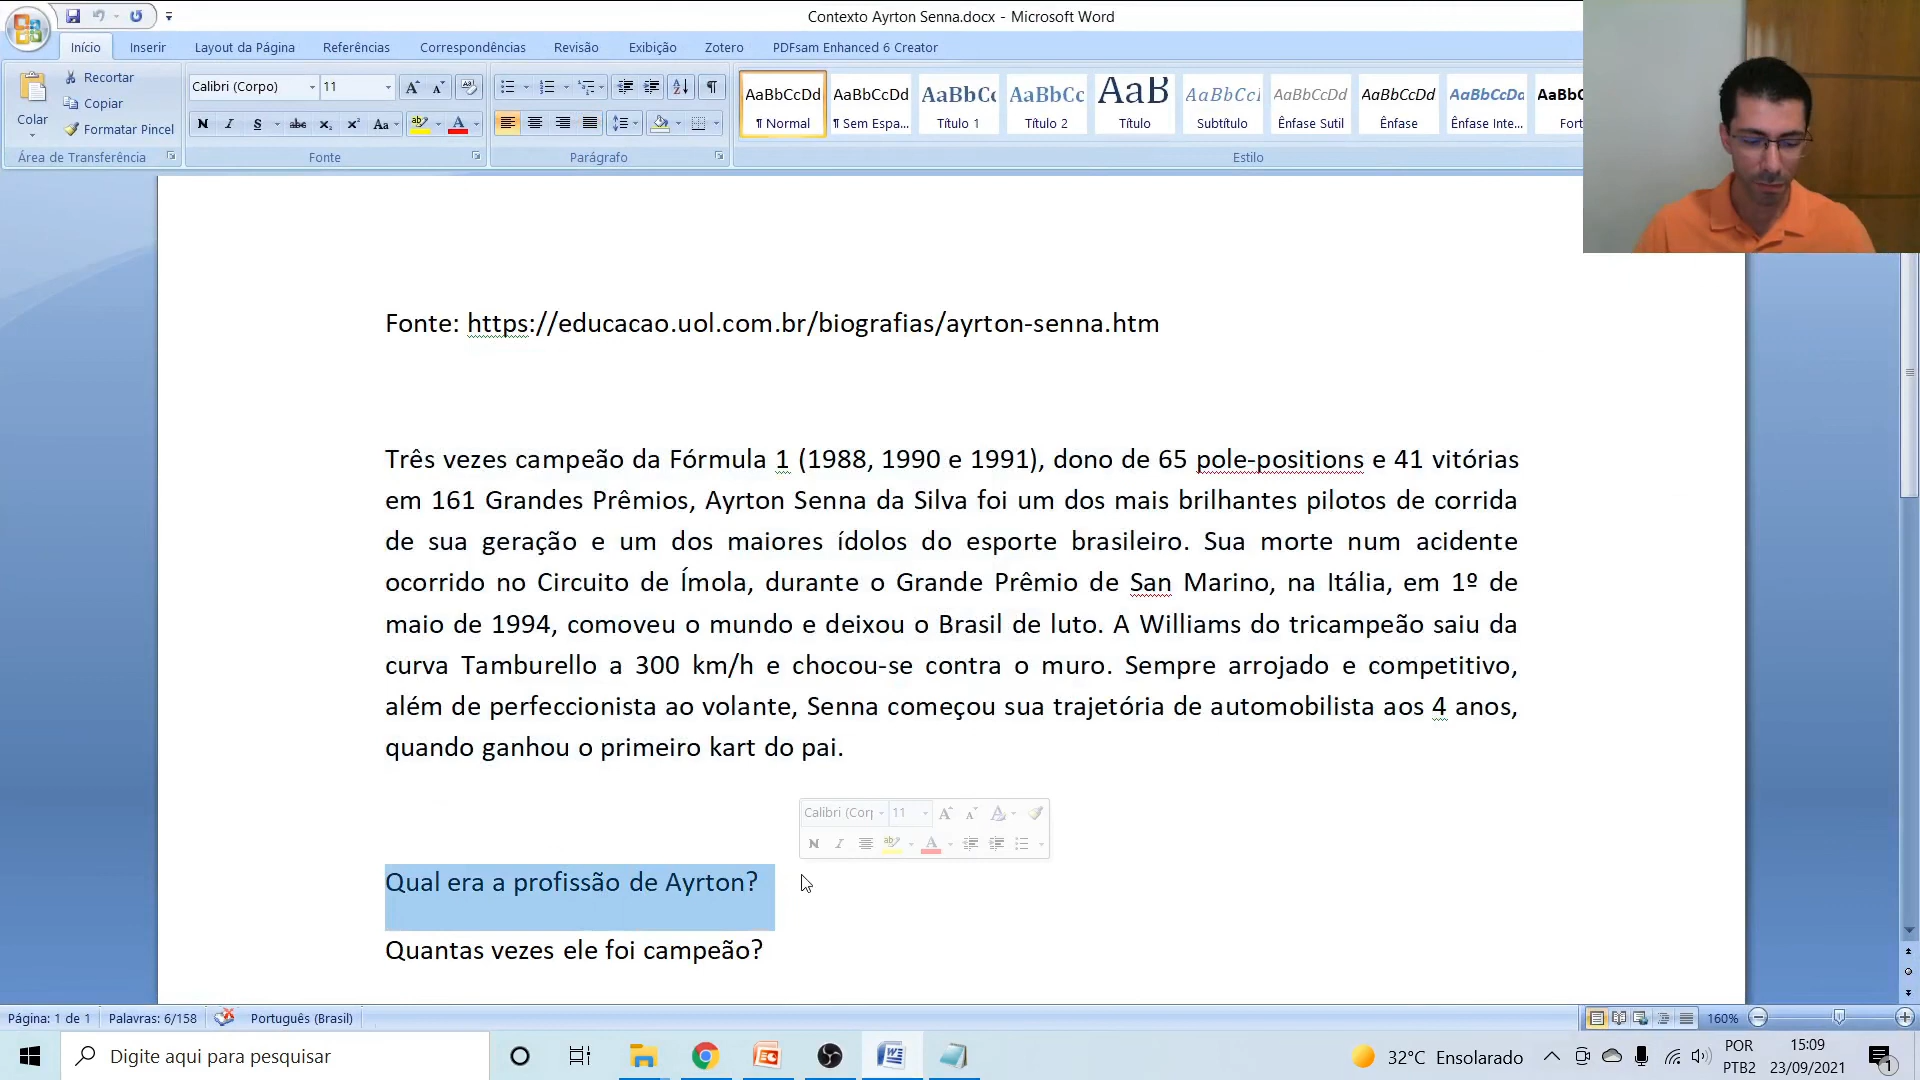 Contexto Ayrton Senna.docx - Microsoft Word
Início Inserir Layout da Página Referências Correspondências Revisão Exibição Zotero PDFsam Enhanced 6 Creator
Colar
Recortar
Copiar
Formatar Pincel
Área de Transferência
Calibri (Corpo) 11
N I S abc x₂ x² Aa
Fonte
Parágrafo
AaBbCcDd AaBbCcDd AaBbC AaBbCc AaB AaBbCcl AaBbCcDd AaBbCcDd AaBbCcDd AaBbCc
¶ Normal ¶ Sem Espa... Título 1 Título 2 Título Subtítulo Ênfase Sutil Ênfase Ênfase Inte... Fort
Estilo
Fonte: https://educacao.uol.com.br/biografias/ayrton-senna.htm
Três vezes campeão da Fórmula 1 (1988, 1990 e 1991), dono de 65 pole-positions e 41 vitórias
em 161 Grandes Prêmios, Ayrton Senna da Silva foi um dos mais brilhantes pilotos de corrida
de sua geração e um dos maiores ídolos do esporte brasileiro. Sua morte num acidente
ocorrido no Circuito de Ímola, durante o Grande Prêmio de San Marino, na Itália, em 1º de
maio de 1994, comoveu o mundo e deixou o Brasil de luto. A Williams do tricampeão saiu da
curva Tamburello a 300 km/h e chocou-se contra o muro. Sempre arrojado e competitivo,
além de perfeccionista ao volante, Senna começou sua trajetória de automobilista aos 4 anos,
quando ganhou o primeiro kart do pai.
Calibri (Corp 11
N I
Qual era a profissão de Ayrton?
Quantas vezes ele foi campeão?
Página: 1 de 1 Palavras: 6/158 Português (Brasil) 160%
Digite aqui para pesquisar
32°C Ensolarado
POR
PTB2
15:09
23/09/2021
1